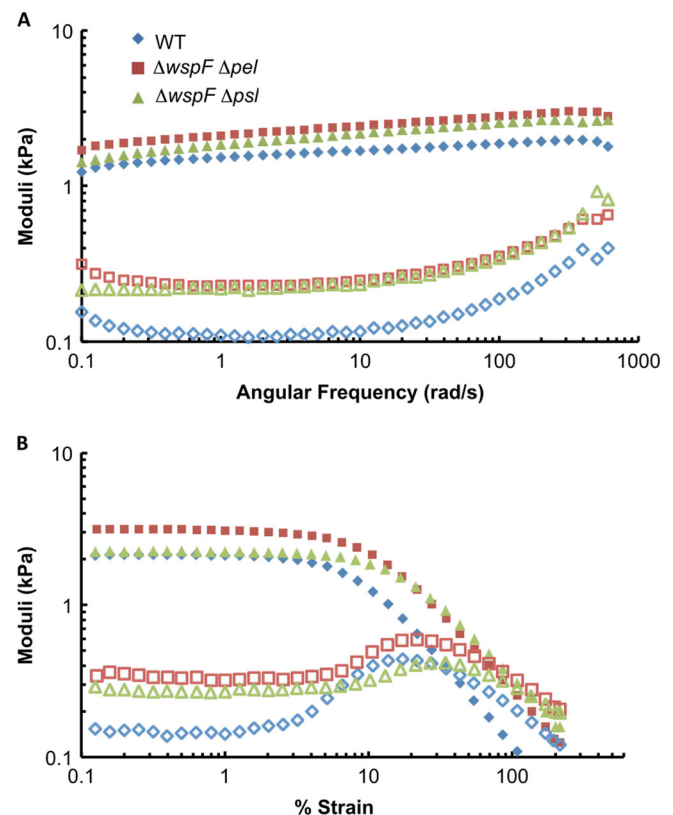 A
10
WT
ΔwspF Δpel
ΔwspF Δpsl
Moduli (kPa)
1
0.1
0.1 1 10 100 1000
Angular Frequency (rad/s)
B
10
Moduli (kPa)
1
0.1
0.1 1 10 100
% Strain